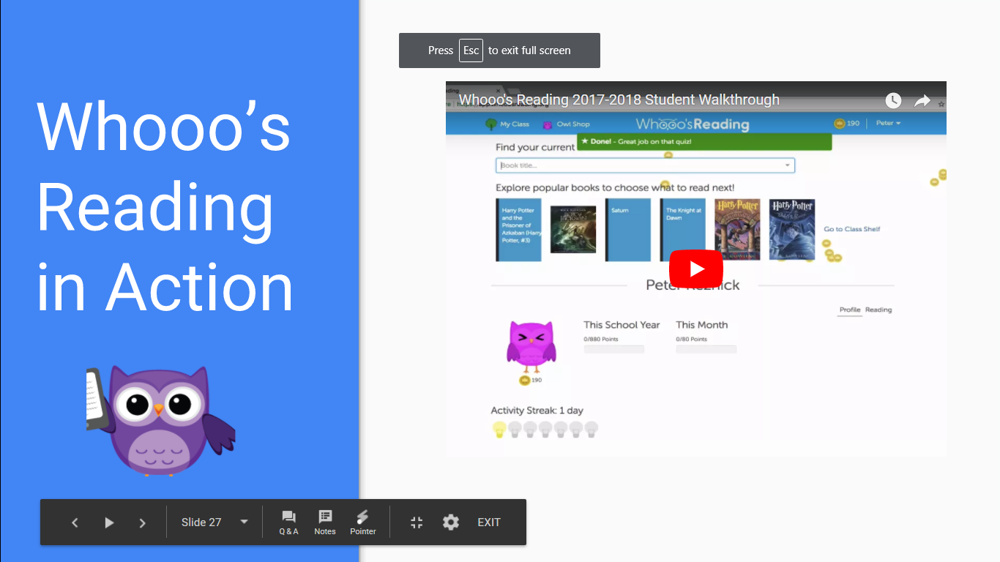 Whooo’s
Reading
in Action
Press Esc to exit full screen
Whooo's Reading 2017-2018 Student Walkthrough
My Class
Owl Shop
Whooo'sReading
190
Peter
Find your current
★ Done! - Great job on that quiz!
Book title...
Explore popular books to choose what to read next!
Harry Potter
and the
Prisoner of
Azkaban (Harry
Potter, #3)
JACKSON
Saturn
The Knight at
Dawn
Harry Potter
Harry Potter
Go to Class Shelf
Peter Reznick
Profile Reading
This School Year
0/880 Points
This Month
0/80 Points
190
Activity Streak: 1 day
Slide 27
Q & A
Notes
Pointer
EXIT